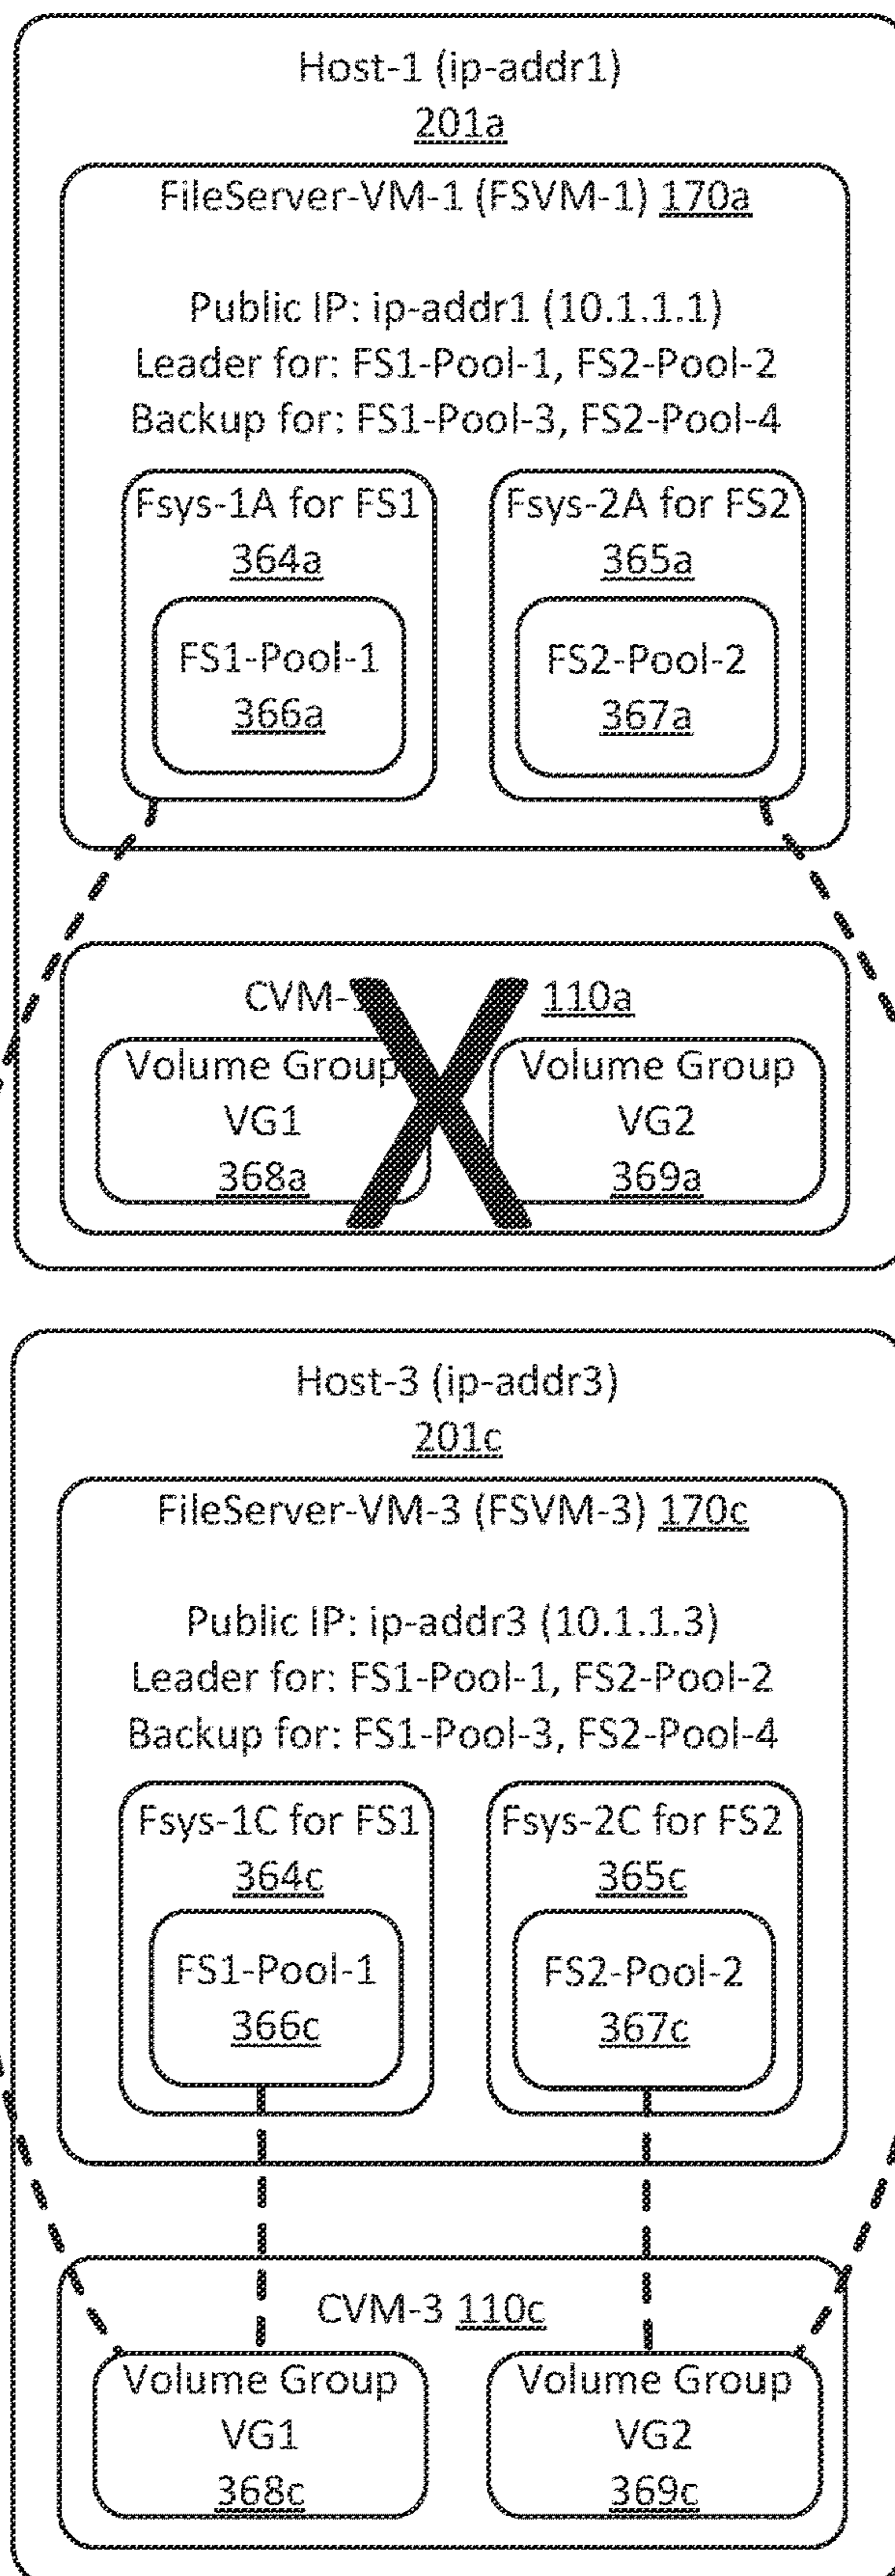 Host-1 (ip-addr1)
201a
FileServer-VM-1 (FSVM-1) 170a
Public IP: ip-addr1 (10.1.1.1)
Leader for: FS1-Pool-1, FS2-Pool-2
Backup for: FS1-Pool-3, FS2-Pool-4
Fsys-1A for FS1
364a
FS1-Pool-1
366a
Fsys-2A for FS2
365a
FS2-Pool-2
367a
CVM-1 110a
Volume Group
VG1
368a
Volume Group
VG2
369a
Host-3 (ip-addr3)
201c
FileServer-VM-3 (FSVM-3) 170c
Public IP: ip-addr3 (10.1.1.3)
Leader for: FS1-Pool-1, FS2-Pool-2
Backup for: FS1-Pool-3, FS2-Pool-4
Fsys-1C for FS1
364c
FS1-Pool-1
366c
Fsys-2C for FS2
365c
FS2-Pool-2
367c
CVM-3 110c
Volume Group
VG1
368c
Volume Group
VG2
369c